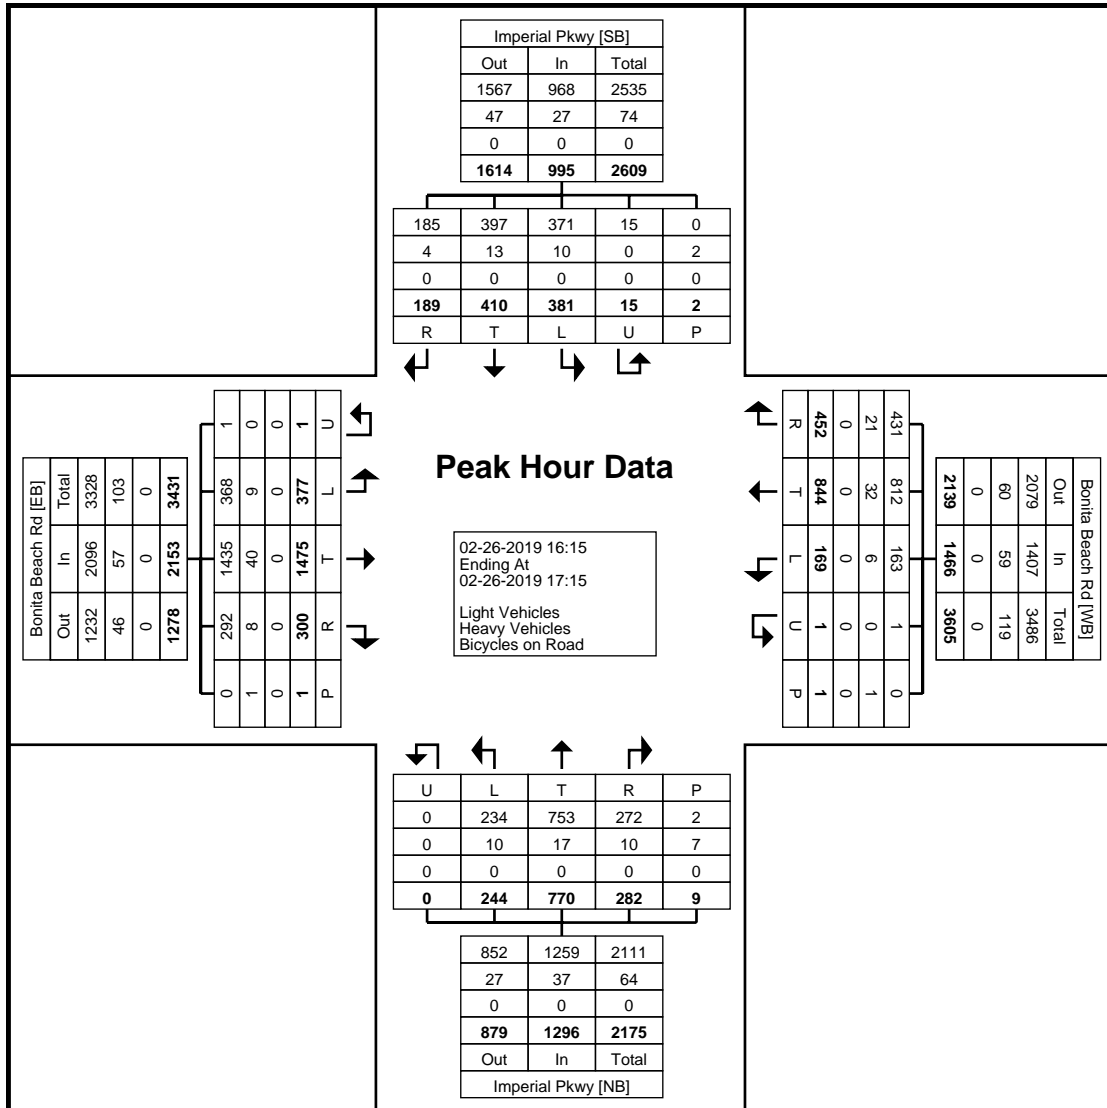 Imperial Pkwy [SB]
Out In Total
1567 968 2535
47 27 74
0 0 0
1614 995 2609
185 397 371 15 0
4 13 10 0 2
0 0 0 0 0
189 410 381 15 2
R T L U P
Bonita Beach Rd [EB]
Total In Out
3328 2096 1232
103 57 46
0 0 0
3431 2153 1278
1 368 1435 292 0
0 9 40 8 1
0 0 0 0 0
1 377 1475 300 1
U L T R P
Peak Hour Data
02-26-2019 16:15
Ending At
02-26-2019 17:15
Light Vehicles
Heavy Vehicles
Bicycles on Road
R T L U P
452 844 169 1 1
0 0 0 0 0
21 32 6 0 1
431 812 163 1 0
Bonita Beach Rd [WB]
Out In Total
2079 1407 3486
60 59 119
0 0 0
2139 1466 3605
U L T R P
0 234 753 272 2
0 10 17 10 7
0 0 0 0 0
0 244 770 282 9
852 1259 2111
27 37 64
0 0 0
879 1296 2175
Out In Total
Imperial Pkwy [NB]